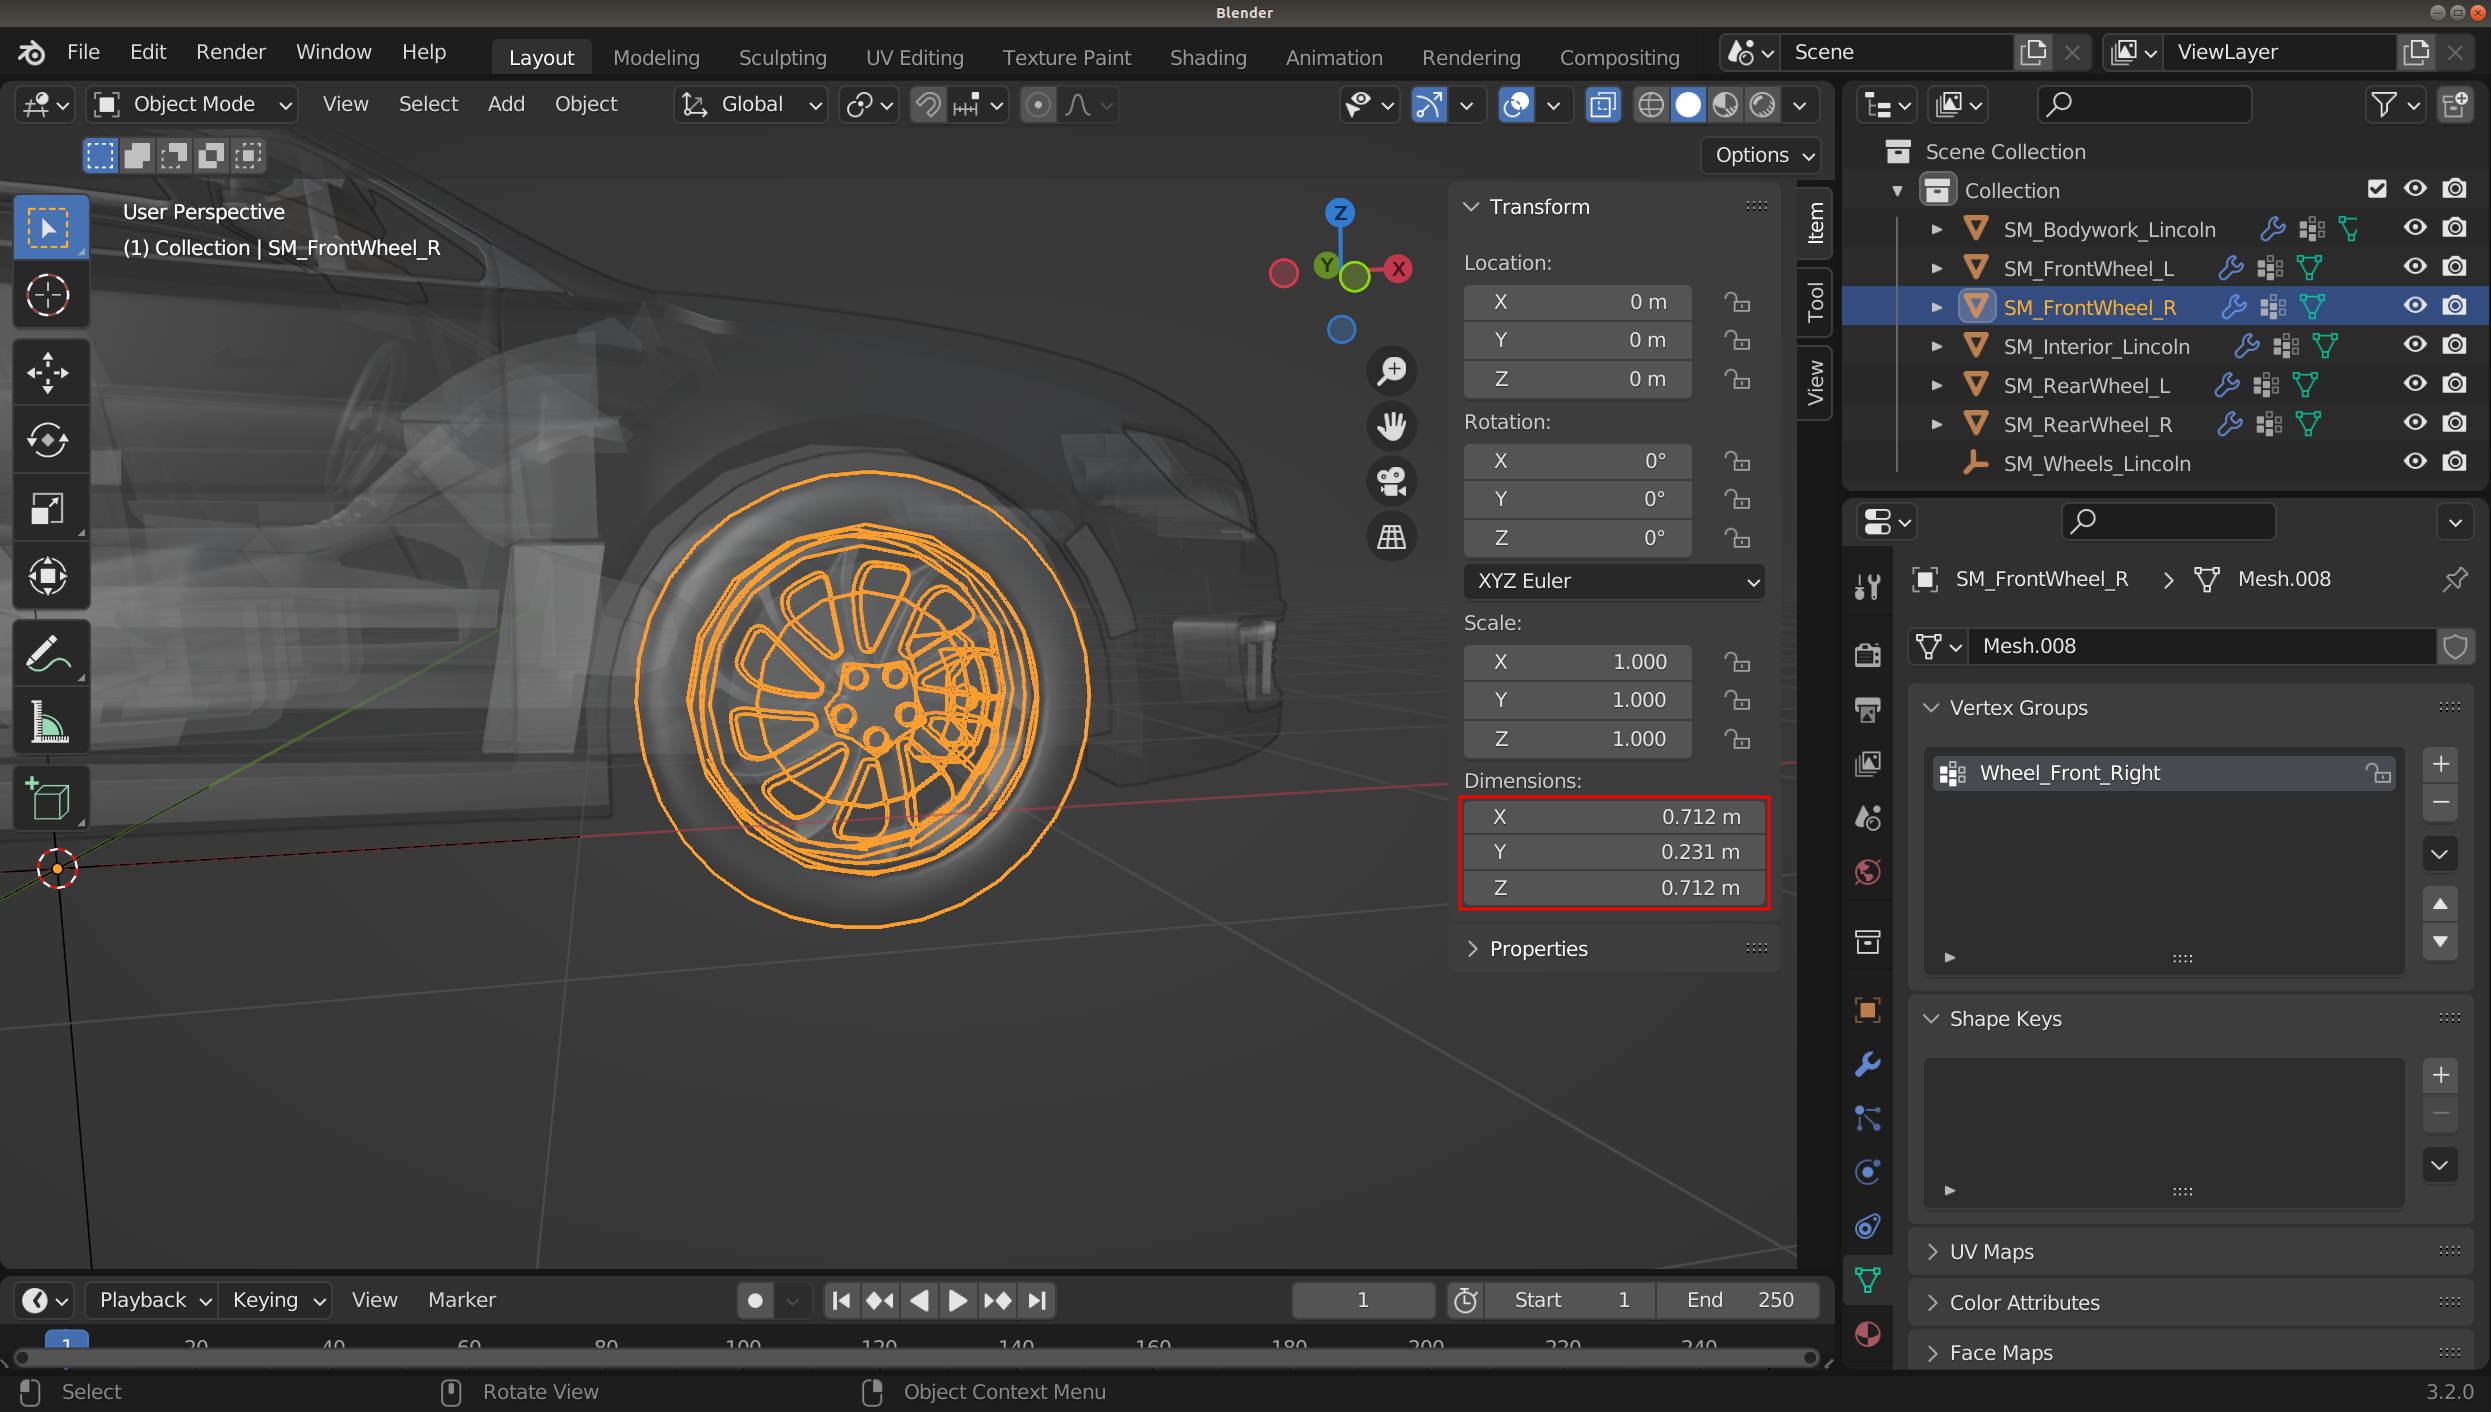 Blender
File Edit Render Window Help Layout Modeling Sculpting UV Editing Texture Paint Shading Animation Rendering Compositing Scene ViewLayer
Object Mode View Select Add Object Global
Options
User Perspective
(1) Collection | SM_FrontWheel_R
Z
Y
X
Transform
Location:
X 0 m
Y 0 m
Z 0 m
Rotation:
X 0°
Y 0°
Z 0°
XYZ Euler
Scale:
X 1.000
Y 1.000
Z 1.000
Dimensions:
X 0.712 m
Y 0.231 m
Z 0.712 m
Properties
Item
Tool
View
Scene Collection
Collection
SM_Bodywork_Lincoln
SM_FrontWheel_L
SM_FrontWheel_R
SM_Interior_Lincoln
SM_RearWheel_L
SM_RearWheel_R
SM_Wheels_Lincoln
SM_FrontWheel_R Mesh.008
Mesh.008
Vertex Groups
Wheel_Front_Right
Shape Keys
UV Maps
Color Attributes
Face Maps
Playback Keying View Marker 1 Start 1 End 250
1 20 40 60 80 100 120 140 160 180 200 220 240
Select Rotate View Object Context Menu 3.2.0